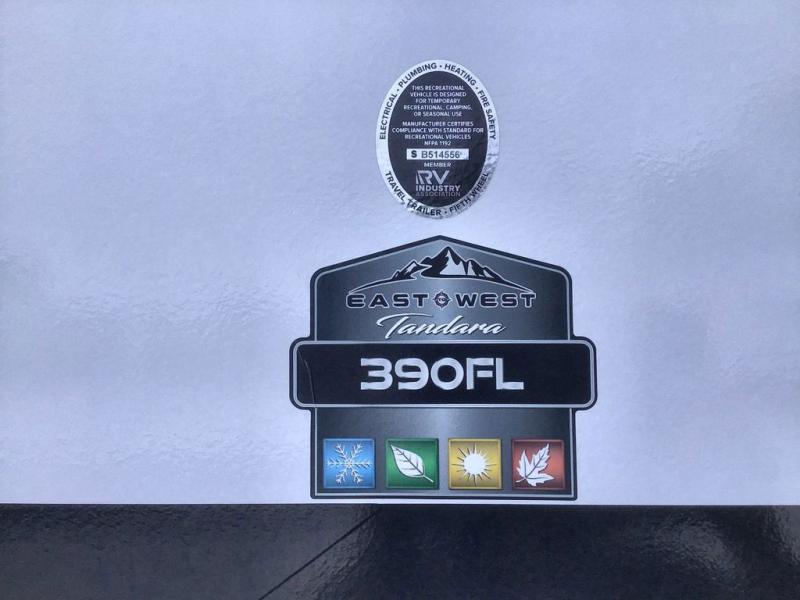 ELECTRICAL • PLUMBING • HEATING • FIRE SAFETY
THIS RECREATIONAL
VEHICLE IS DESIGNED
FOR TEMPORARY
RECREATIONAL, CAMPING,
OR SEASONAL USE
MANUFACTURER CERTIFIES
COMPLIANCE WITH STANDARD FOR
RECREATIONAL VEHICLES
NFPA 1192
S B514556
MEMBER
RV
INDUSTRY
ASSOCIATION
TRAVEL TRAILER • FIFTH WHEEL
EAST WEST
Tandara
390FL